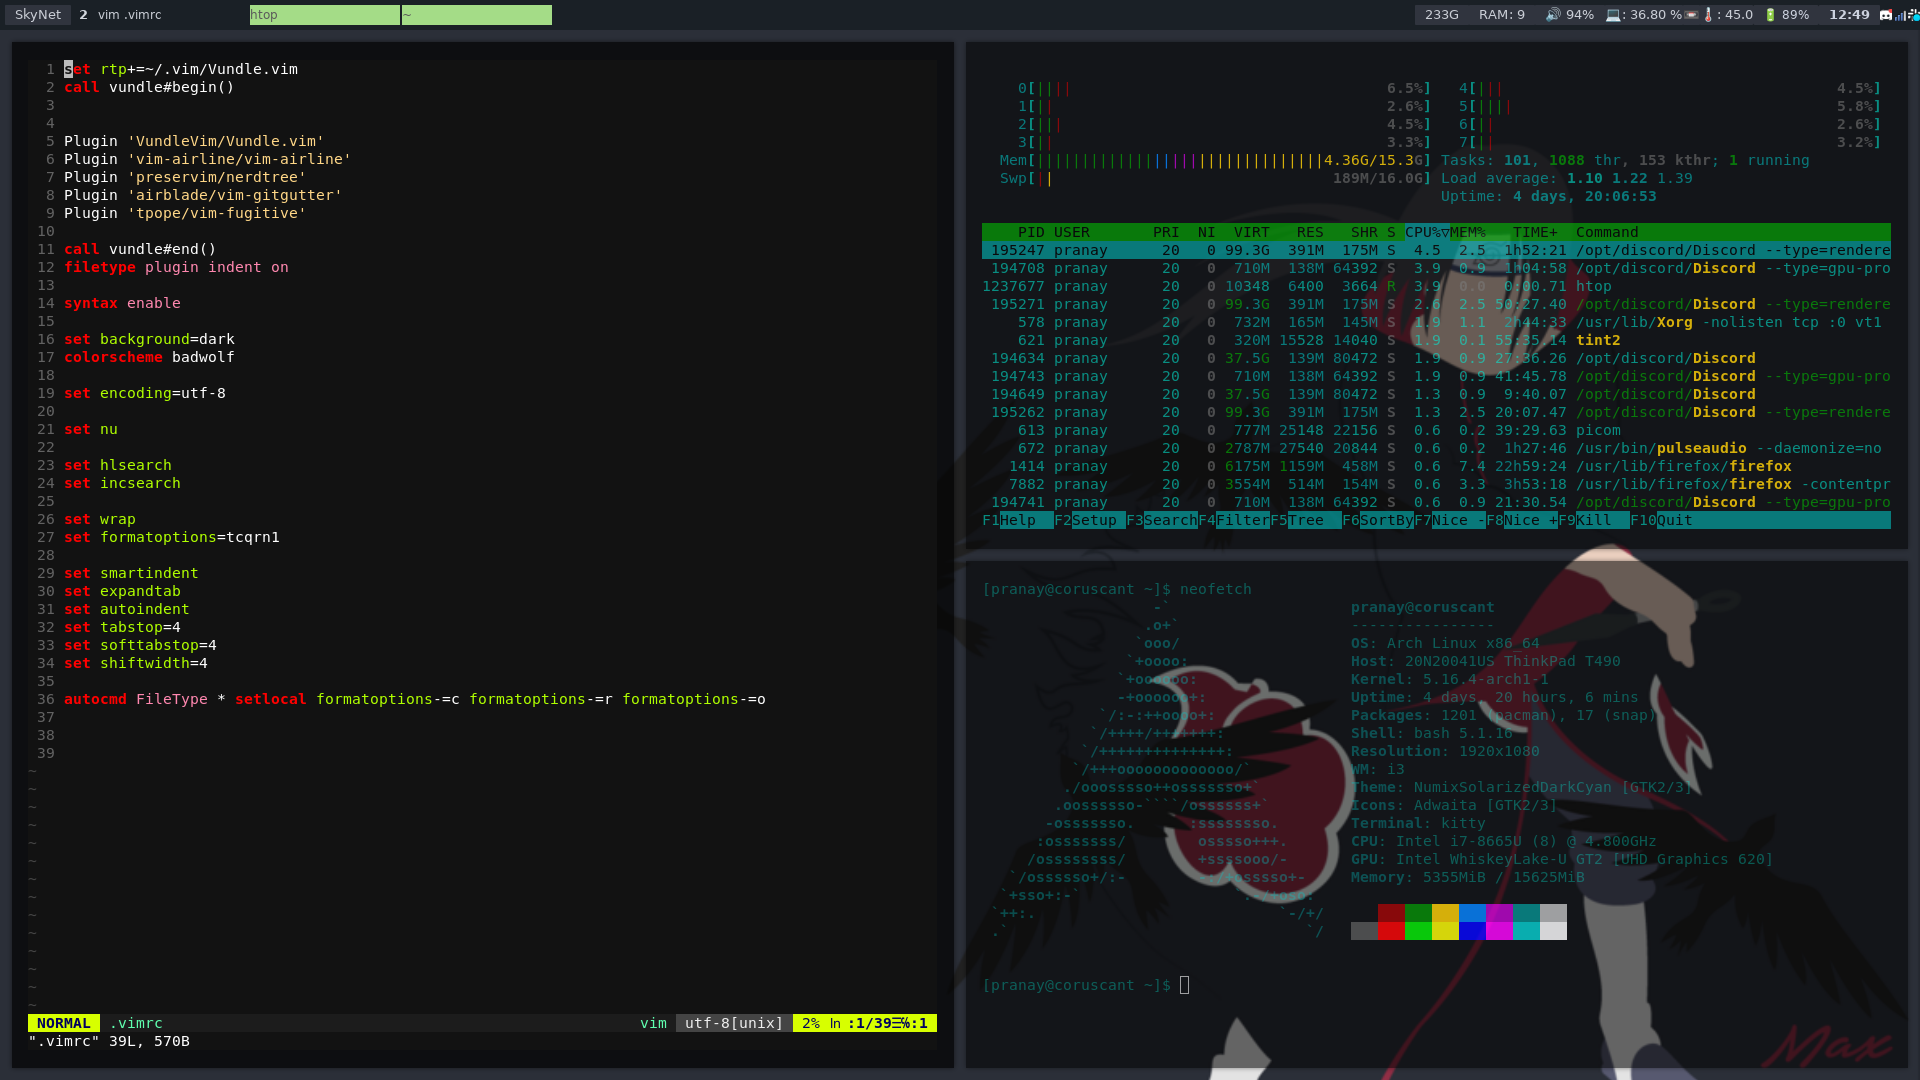 SkyNet 2 vim .vimrc htop ~ 233G RAM: 9 94% : 36.80 % : 45.0 89% 12:49
1 set rtp+=~/.vim/Vundle.vim
2 call vundle#begin()
3
4
5 Plugin 'VundleVim/Vundle.vim'
6 Plugin 'vim-airline/vim-airline'
7 Plugin 'preservim/nerdtree'
8 Plugin 'airblade/vim-gitgutter'
9 Plugin 'tpope/vim-fugitive'
10
11 call vundle#end()
12 filetype plugin indent on
13
14 syntax enable
15
16 set background=dark
17 colorscheme badwolf
18
19 set encoding=utf-8
20
21 set nu
22
23 set hlsearch
24 set incsearch
25
26 set wrap
27 set formatoptions=tcqrn1
28
29 set smartindent
30 set expandtab
31 set autoindent
32 set tabstop=4
33 set softtabstop=4
34 set shiftwidth=4
35
36 autocmd FileType * setlocal formatoptions-=c formatoptions-=r formatoptions-=o
37
38
39
~
~
~
~
~
~
~
~
~
~
~
~
~
~
NORMAL .vimrc vim utf-8[unix] 2% ln :1/39☰℅:1
".vimrc" 39L, 570B
0[|||| 6.5%] 4[||| 4.5%]
1[|| 2.6%] 5[|||| 5.8%]
2[||| 4.5%] 6[|| 2.6%]
3[|| 3.3%] 7[|| 3.2%]
Mem[||||||||||||||||||||||||||||||||4.36G/15.3G] Tasks: 101, 1088 thr, 153 kthr; 1 running
Swp[|| 189M/16.0G] Load average: 1.10 1.22 1.39
Uptime: 4 days, 20:06:53
PID USER PRI NI VIRT RES SHR S CPU%▽MEM% TIME+ Command
195247 pranay 20 0 99.3G 391M 175M S 4.5 2.5 1h52:21 /opt/discord/Discord --type=rendere
194708 pranay 20 0 710M 138M 64392 S 3.9 0.9 1h04:58 /opt/discord/Discord --type=gpu-pro
1237677 pranay 20 0 10348 6400 3664 R 3.9 0.0 0:00.71 htop
195271 pranay 20 0 99.3G 391M 175M S 2.6 2.5 50:27.40 /opt/discord/Discord --type=rendere
578 pranay 20 0 732M 165M 145M S 1.9 1.1 2h44:33 /usr/lib/Xorg -nolisten tcp :0 vt1
621 pranay 20 0 320M 15528 14040 S 1.9 0.1 55:35.14 tint2
194634 pranay 20 0 37.5G 139M 80472 S 1.9 0.9 27:36.26 /opt/discord/Discord
194743 pranay 20 0 710M 138M 64392 S 1.9 0.9 41:45.78 /opt/discord/Discord --type=gpu-pro
194649 pranay 20 0 37.5G 139M 80472 S 1.3 0.9 9:40.07 /opt/discord/Discord
195262 pranay 20 0 99.3G 391M 175M S 1.3 2.5 20:07.47 /opt/discord/Discord --type=rendere
613 pranay 20 0 777M 25148 22156 S 0.6 0.2 39:29.63 picom
672 pranay 20 0 2787M 27540 20844 S 0.6 0.2 1h27:46 /usr/bin/pulseaudio --daemonize=no
1414 pranay 20 0 6175M 1159M 458M S 0.6 7.4 22h59:24 /usr/lib/firefox/firefox
7882 pranay 20 0 3554M 514M 154M S 0.6 3.3 3h53:18 /usr/lib/firefox/firefox -contentpr
194741 pranay 20 0 710M 138M 64392 S 0.6 0.9 21:30.54 /opt/discord/Discord --type=gpu-pro
F1Help F2Setup F3SearchF4FilterF5Tree F6SortByF7Nice -F8Nice +F9Kill F10Quit
[pranay@coruscant ~]$ neofetch
-` pranay@coruscant
.o+` ----------------
`ooo/ OS: Arch Linux x86_64
`+oooo: Host: 20N20041US ThinkPad T490
`+oooooo: Kernel: 5.16.4-arch1-1
-+oooooo+: Uptime: 4 days, 20 hours, 6 mins
`/:-:++oooo+: Packages: 1201 (pacman), 17 (snap)
`/++++/+++++++: Shell: bash 5.1.16
`/++++++++++++++: Resolution: 1920x1080
`/+++ooooooooooooo/` WM: i3
./ooosssso++osssssso+` Theme: NumixSolarizedDarkCyan [GTK2/3]
.oossssso-````/ossssss+` Icons: Adwaita [GTK2/3]
-osssssso. :ssssssso. Terminal: kitty
:osssssss/ osssso+++. CPU: Intel i7-8665U (8) @ 4.800GHz
/ossssssss/ +ssssooo/- GPU: Intel WhiskeyLake-U GT2 [UHD Graphics 620]
`/ossssso+/:- -:/+osssso+- Memory: 5355MiB / 15625MiB
`+sso+:-` `.-/+oso:
`++:. `-/+/
.` `/
[pranay@coruscant ~]$
Max